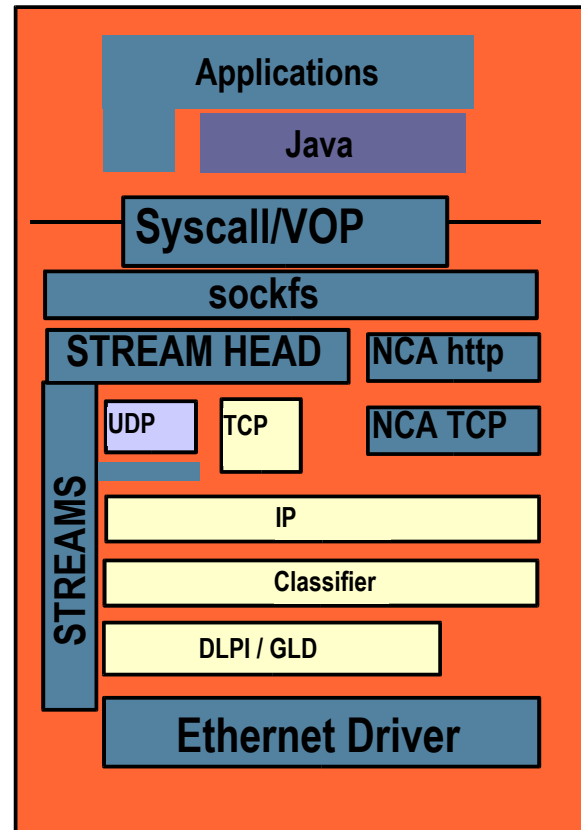 Applications
Java
Syscall/VOP
sockfs
STREAM HEAD
NCA http
UDP
TCP
NCA TCP
STREAMS
IP
Classifier
DLPI / GLD
Ethernet Driver